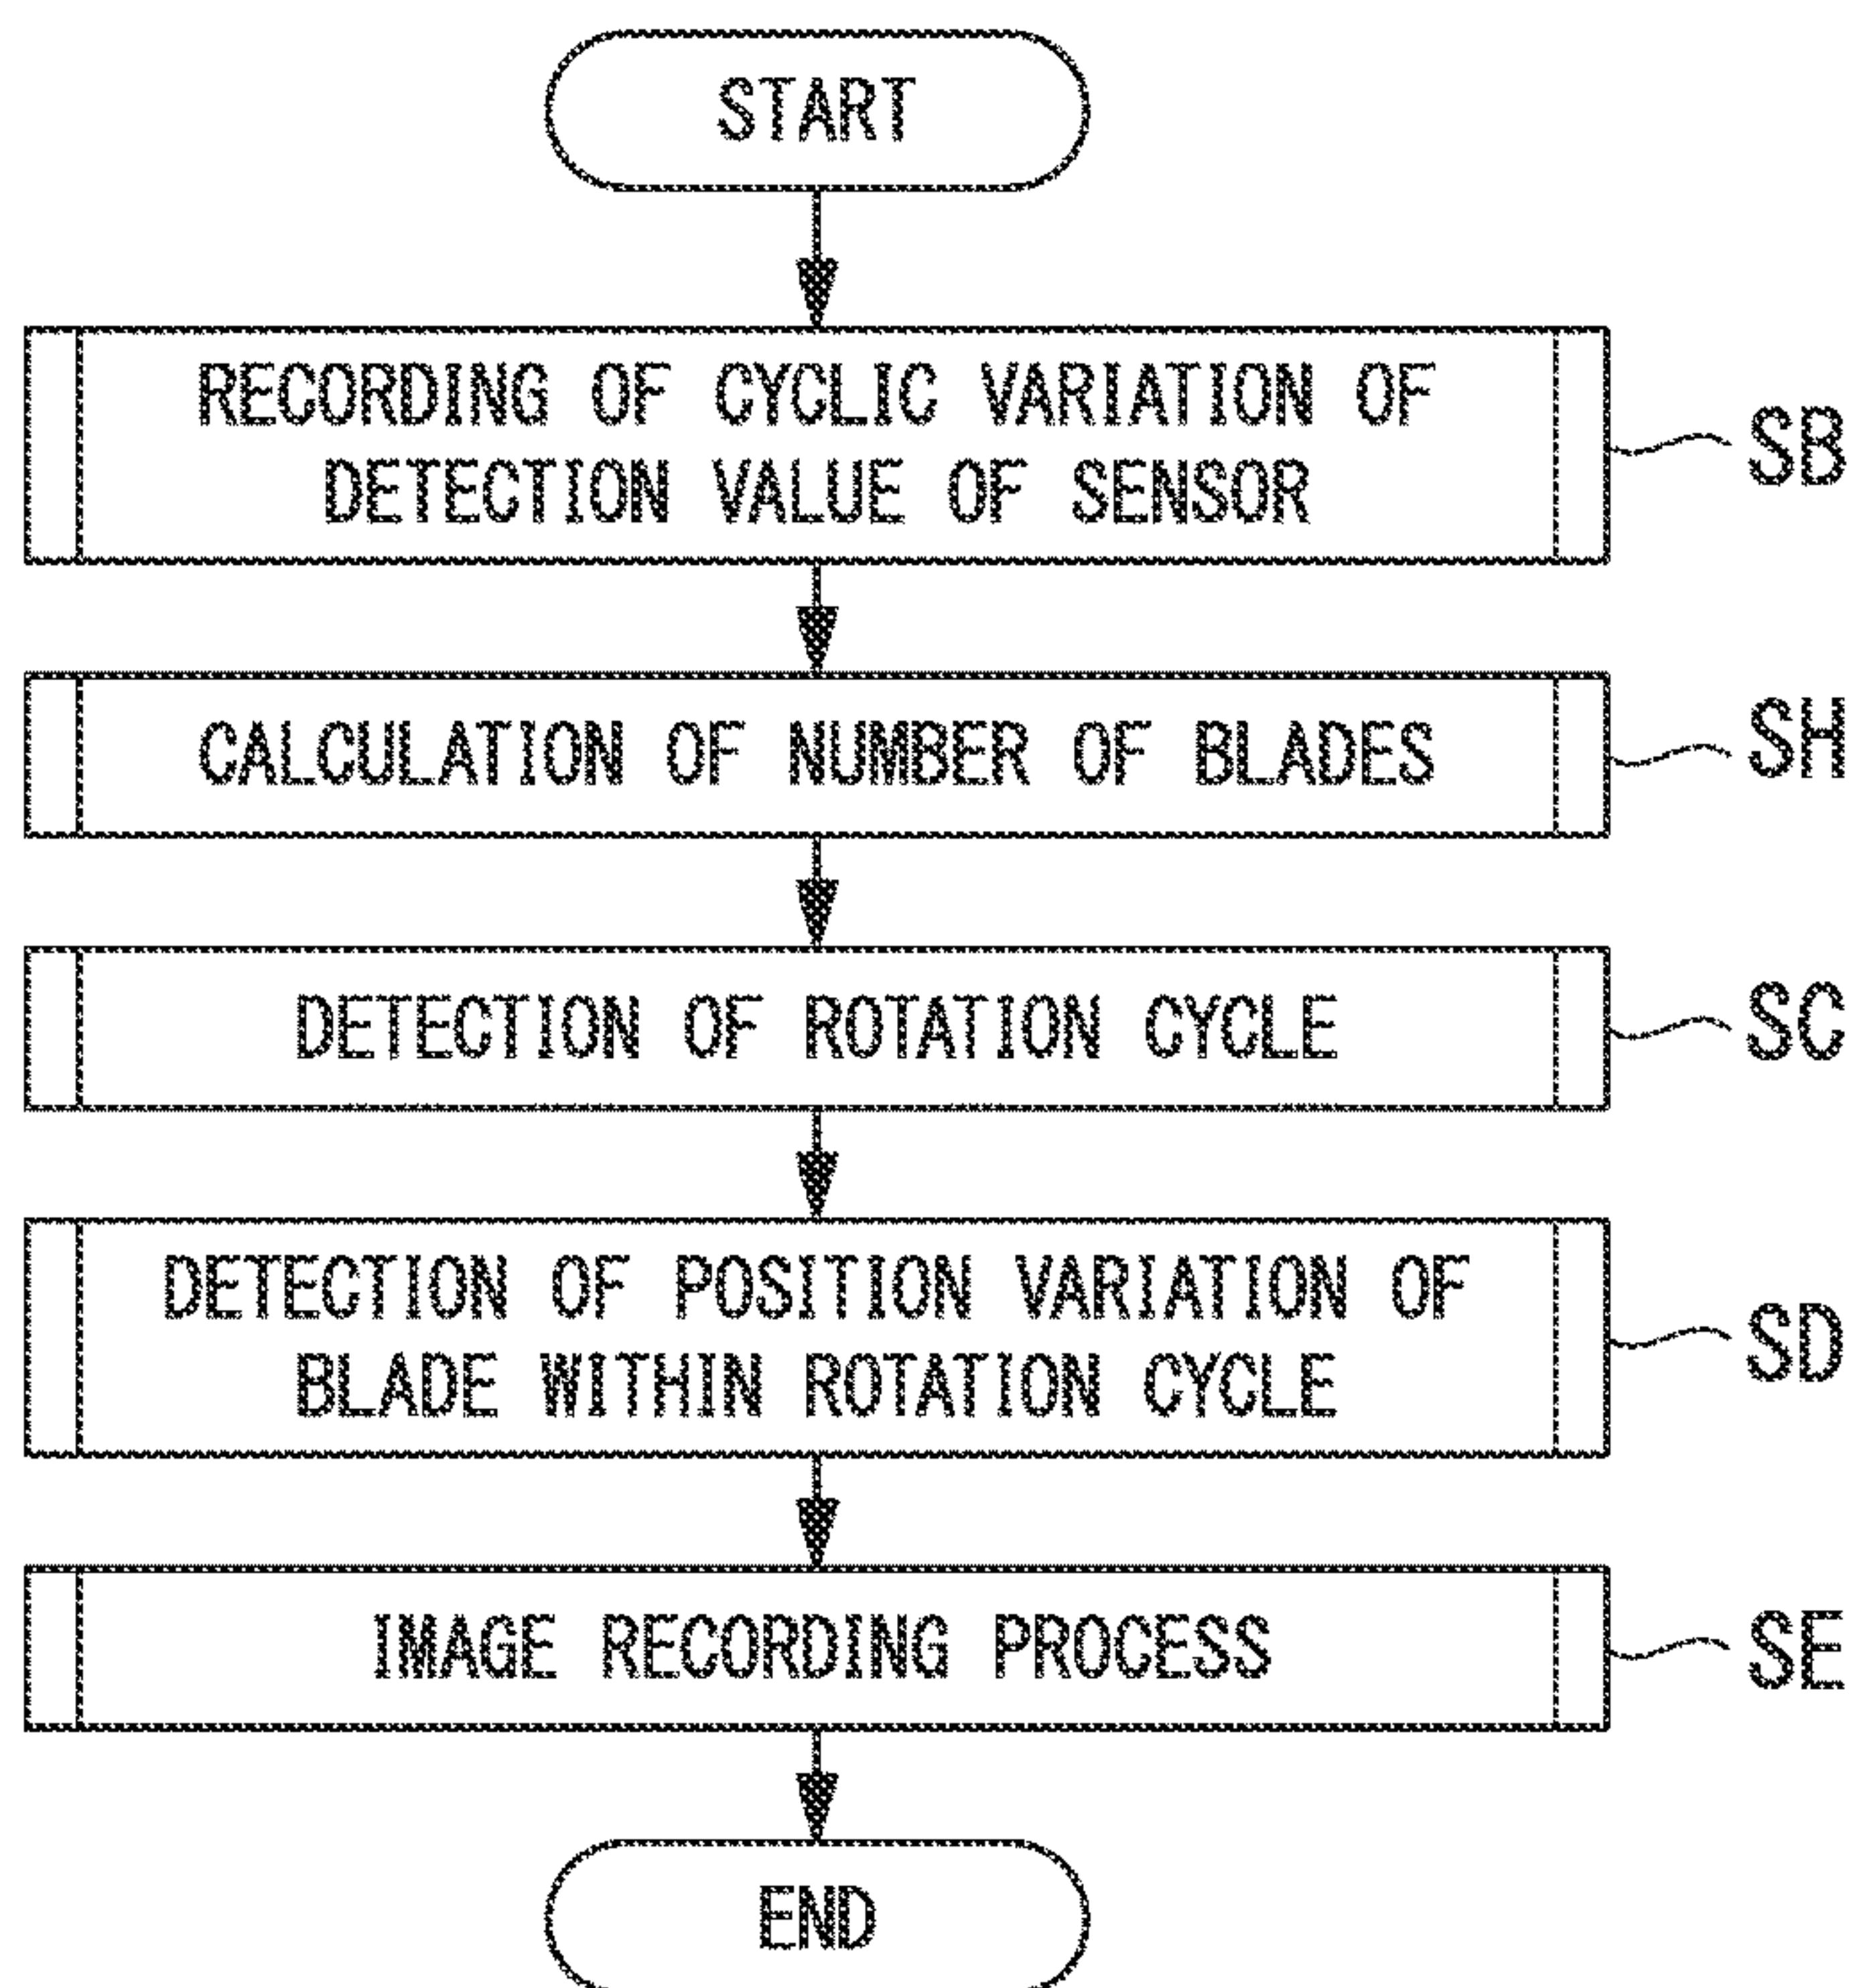 START
RECORDING OF CYCLIC VARIATION OF
DETECTION VALUE OF SENSOR
SB
CALCULATION OF NUMBER OF BLADES
SH
DETECTION OF ROTATION CYCLE
SC
DETECTION OF POSITION VARIATION OF
BLADE WITHIN ROTATION CYCLE
SD
IMAGE RECORDING PROCESS
SE
END